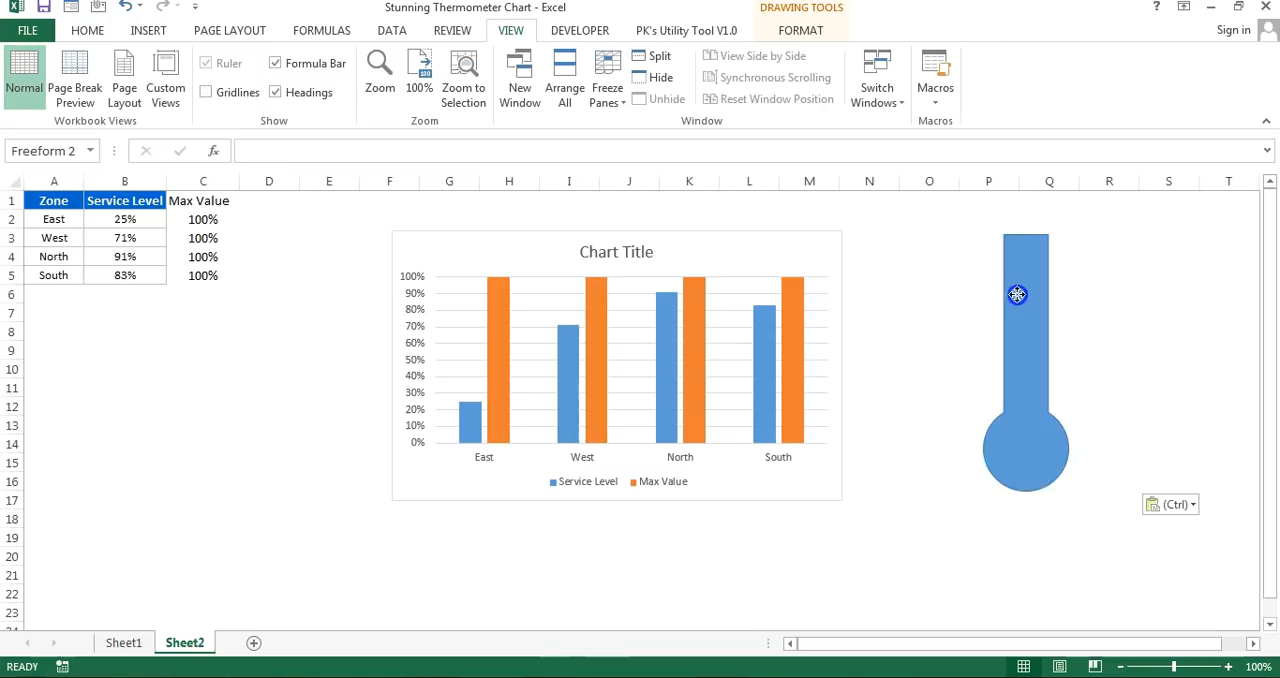 Stunning Thermometer Chart - Excel
DRAWING TOOLS
?
FILE HOME INSERT PAGE LAYOUT FORMULAS DATA REVIEW VIEW DEVELOPER PK's Utility Tool V1.0 FORMAT Sign in
Normal
Page Break Preview
Page Layout
Custom Views
Workbook Views
Ruler
Formula Bar
Gridlines
Headings
Show
Zoom
100%
Zoom to Selection
Zoom
New Window
Arrange All
Freeze Panes
Split
Hide
Unhide
View Side by Side
Synchronous Scrolling
Reset Window Position
Window
Switch Windows
Macros
Macros
Freeform 2
fx
A B C D E F G H I J K L M N O P Q R S T
1 Zone Service Level Max Value
2 East 25% 100%
3 West 71% 100%
4 North 91% 100%
5 South 83% 100%
6
7
8
9
10
11
12
13
14
15
16
17
18
19
20
21
22
23
Chart Title
100%
90%
80%
70%
60%
50%
40%
30%
20%
10%
0%
East West North South
Service Level Max Value
(Ctrl)
Sheet1 Sheet2
READY
100%